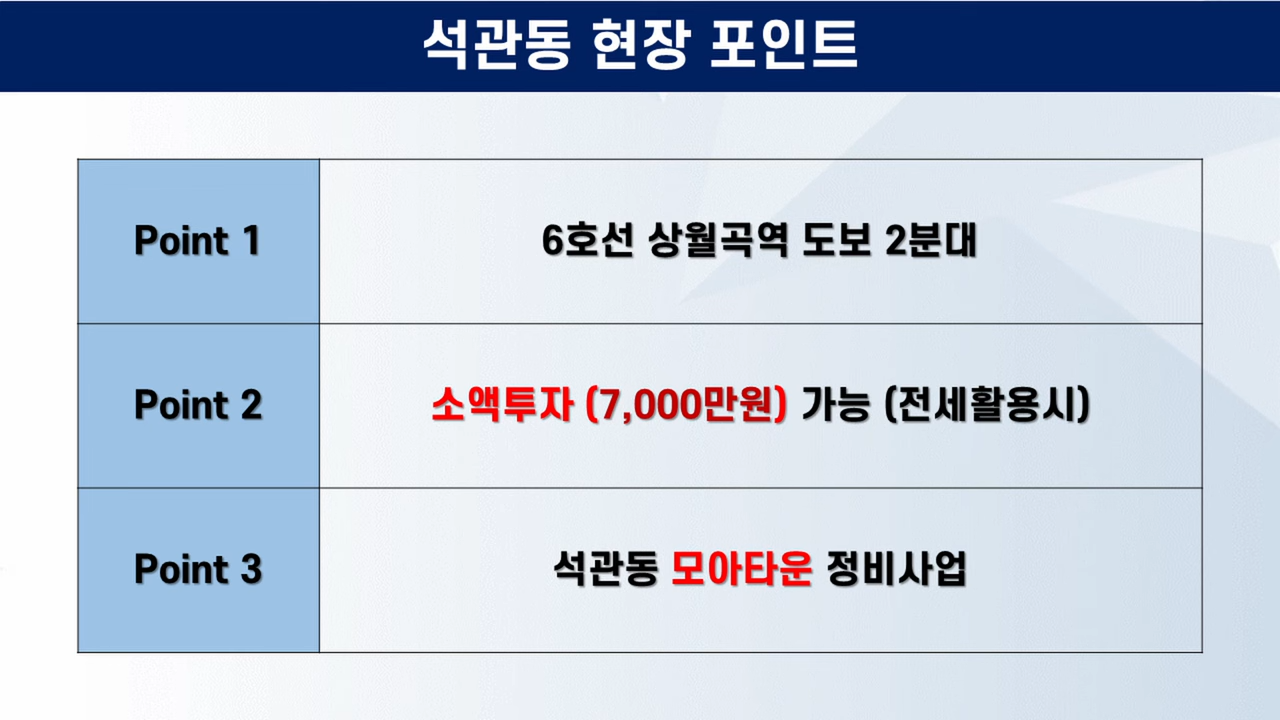 석관동 현장 포인트
Point 1
6호선 상월곡역 도보 2분대
Point 2
소액투자 (7,000만원) 가능 (전세활용시)
Point 3
석관동 모아타운 정비사업